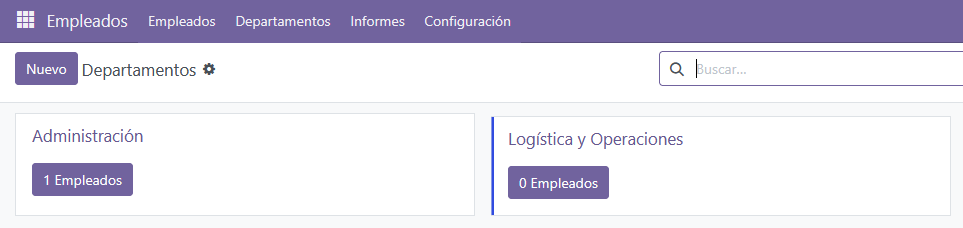 Empleados Empleados Departamentos Informes Configuración
Nuevo Departamentos Buscar...
Administración
1 Empleados
Logística y Operaciones
0 Empleados